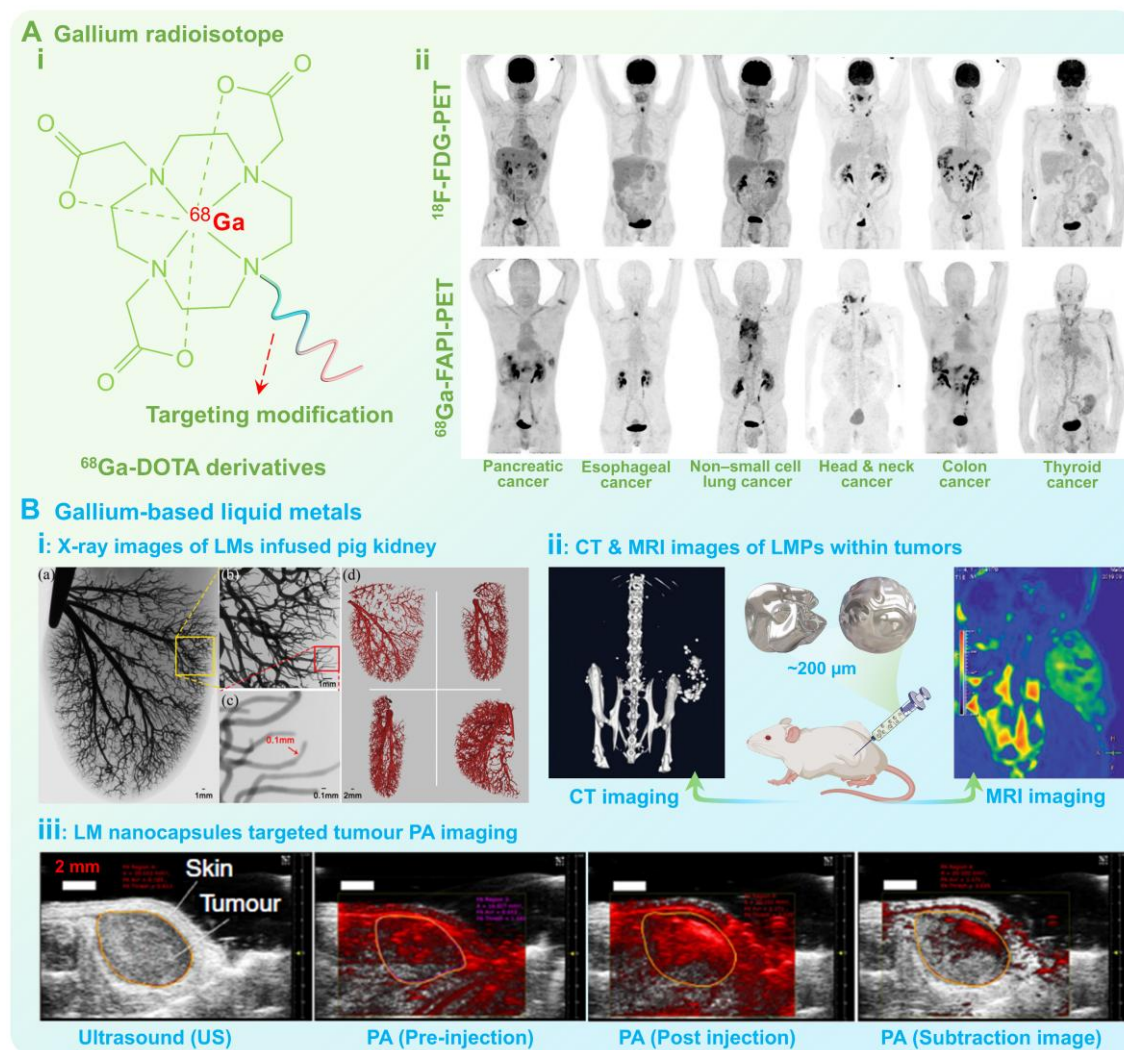 A Gallium radioisotope
i
ii
O
O
O
O
O
O
N
N
N
N
⁶⁸Ga
Targeting modification
⁶⁸Ga-DOTA derivatives
¹⁸F-FDG-PET
⁶⁸Ga-FAPI-PET
Pancreatic cancer
Esophageal cancer
Non–small cell lung cancer
Head & neck cancer
Colon cancer
Thyroid cancer
B Gallium-based liquid metals
i: X-ray images of LMs infused pig kidney
(a)
1mm
(b)
1mm
(c)
0.1mm
0.1mm
(d)
2mm
ii: CT & MRI images of LMPs within tumors
~200 μm
CT imaging
MRI imaging
iii: LM nanocapsules targeted tumour PA imaging
2 mm
Skin
Tumour
Ultrasound (US)
PA (Pre-injection)
PA (Post injection)
PA (Subtraction image)